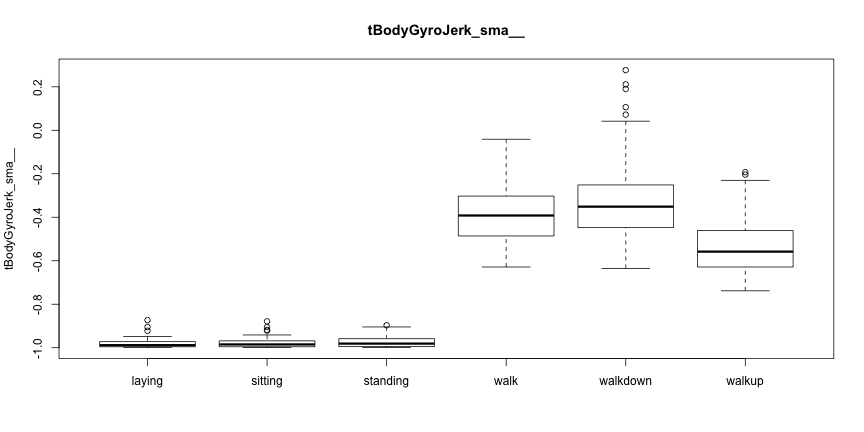 tBodyGyroJerk_sma__
tBodyGyroJerk_sma__
0.2
0.0
-0.2
-0.4
-0.6
-0.8
-1.0
laying sitting standing walk walkdown walkup